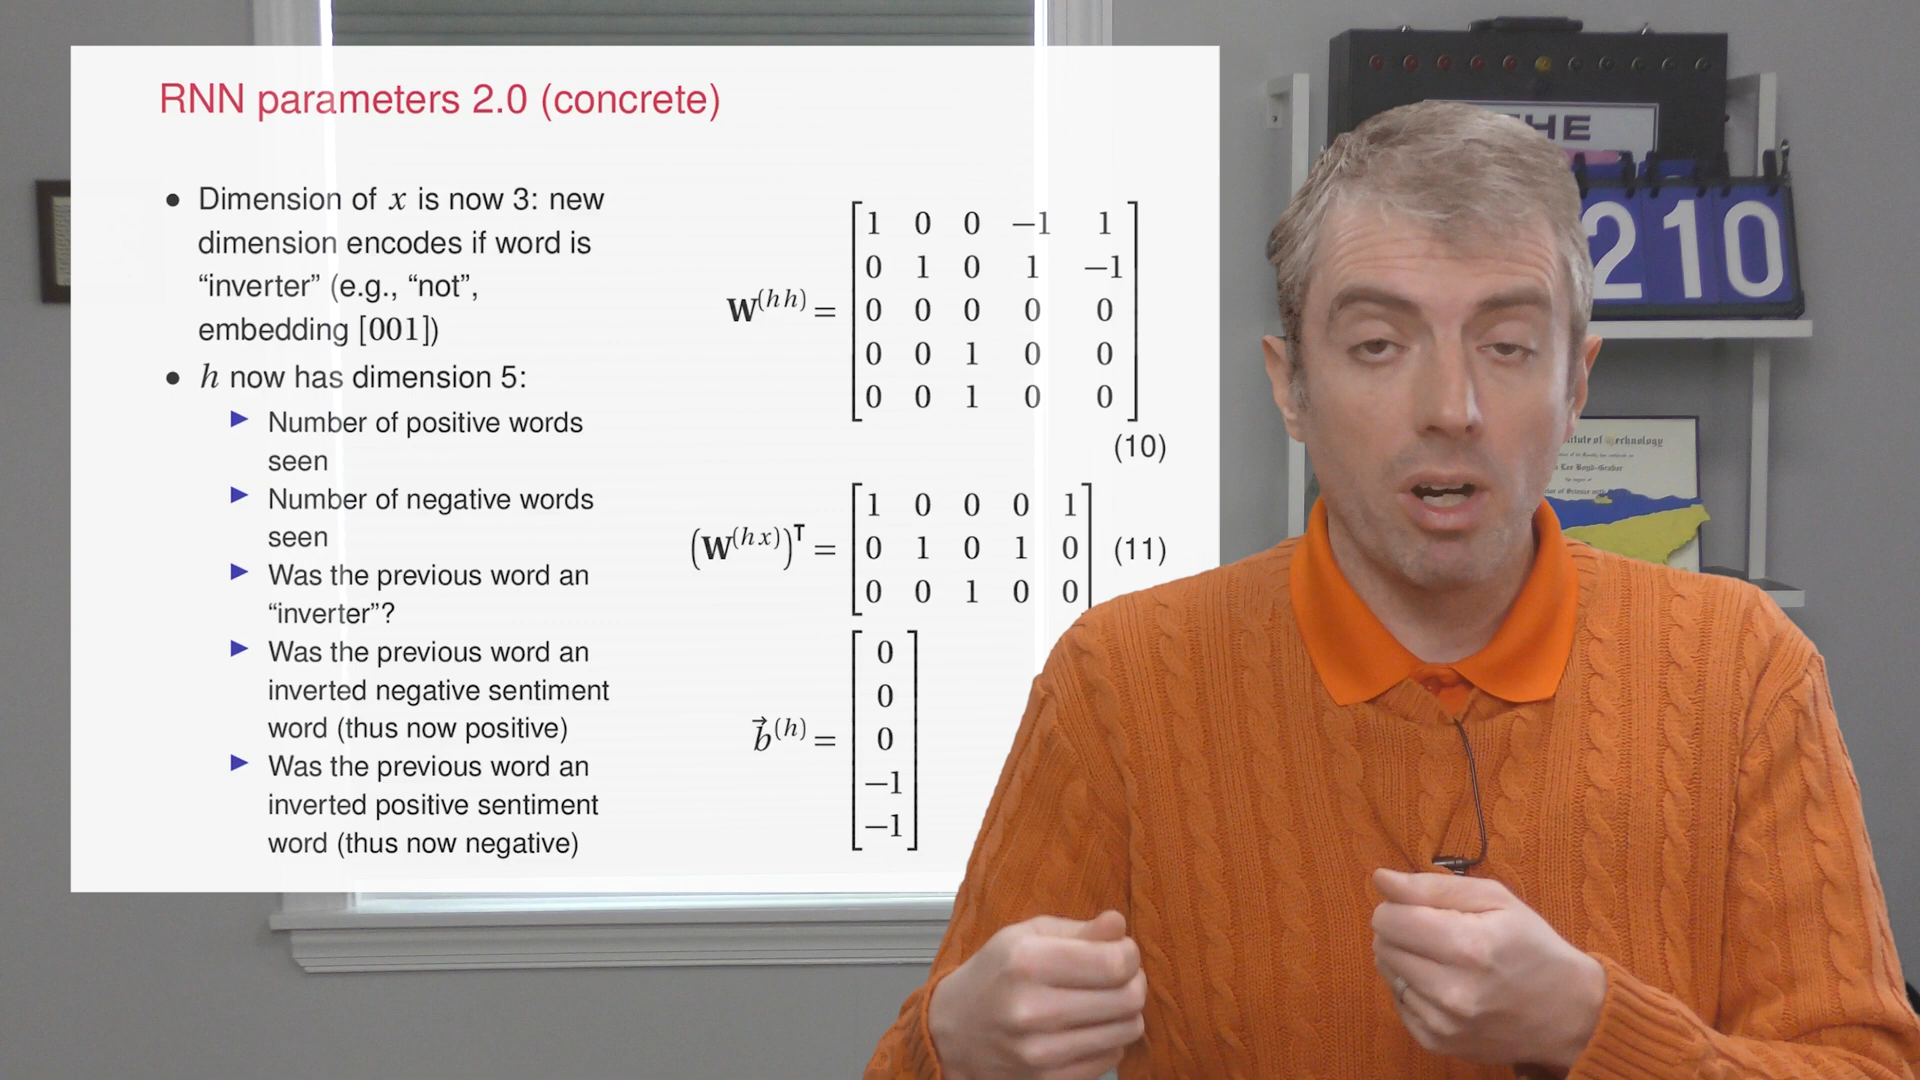 RNN parameters 2.0 (concrete)
• Dimension of x is now 3: new
dimension encodes if word is
“inverter” (e.g., “not”,
embedding [001])
• h now has dimension 5:
▶ Number of positive words
seen
▶ Number of negative words
seen
▶ Was the previous word an
“inverter”?
▶ Was the previous word an
inverted negative sentiment
word (thus now positive)
▶ Was the previous word an
inverted positive sentiment
word (thus now negative)
W^(hh) =
1 0 0 −1 1
0 1 0 1 −1
0 0 0 0 0
0 0 1 0 0
0 0 1 0 0
(10)
(W^(hx))^T =
1 0 0 0 1
0 1 0 1 0
0 0 1 0 0
(11)
b⃗^(h) =
0
0
0
−1
−1
THE
210
Lee Boyd-Graber